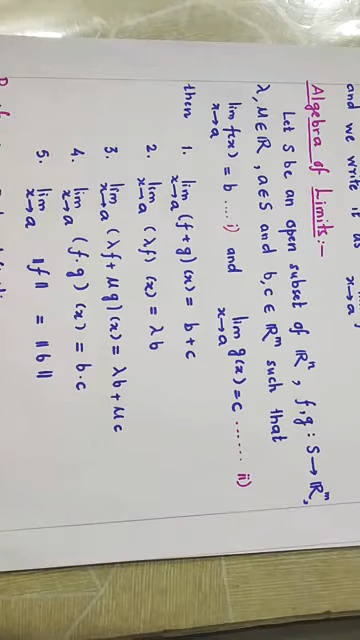 and we write it as x→a
Algebra of Limits:-
Let S be an open subset of ℝⁿ, f,g : S → ℝᵐ,
λ, μ ∈ ℝ, a ∈ S and b,c ∈ ℝᵐ such that
lim x→a f(x) = b .... i) and lim x→a g(x) = c ....... ii)
then 1. lim x→a (f+g)(x) = b + c
2. lim x→a (λf)(x) = λb
3. lim x→a (λf + μg)(x) = λb + μc
4. lim x→a (f·g)(x) = b·c
5. lim x→a ‖f‖ = ‖b‖